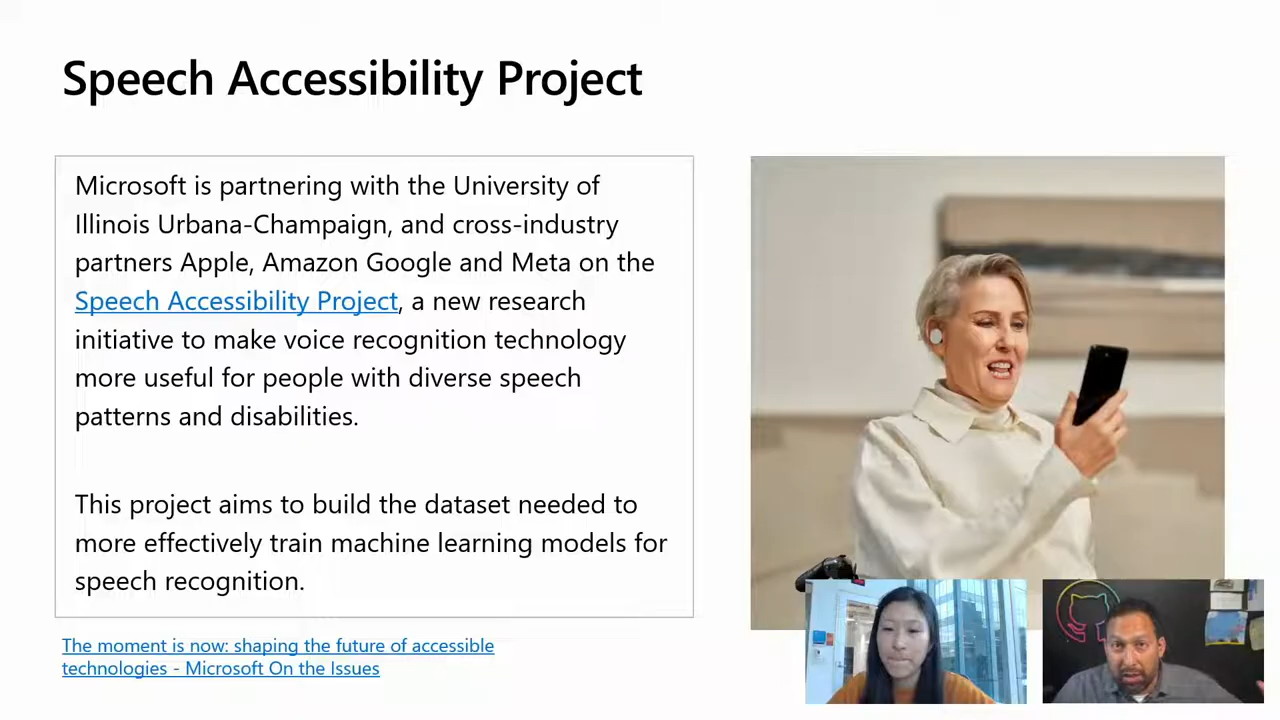 Speech Accessibility Project
Microsoft is partnering with the University of
Illinois Urbana-Champaign, and cross-industry
partners Apple, Amazon Google and Meta on the
Speech Accessibility Project, a new research
initiative to make voice recognition technology
more useful for people with diverse speech
patterns and disabilities.
This project aims to build the dataset needed to
more effectively train machine learning models for
speech recognition.
The moment is now: shaping the future of accessible
technologies - Microsoft On the Issues